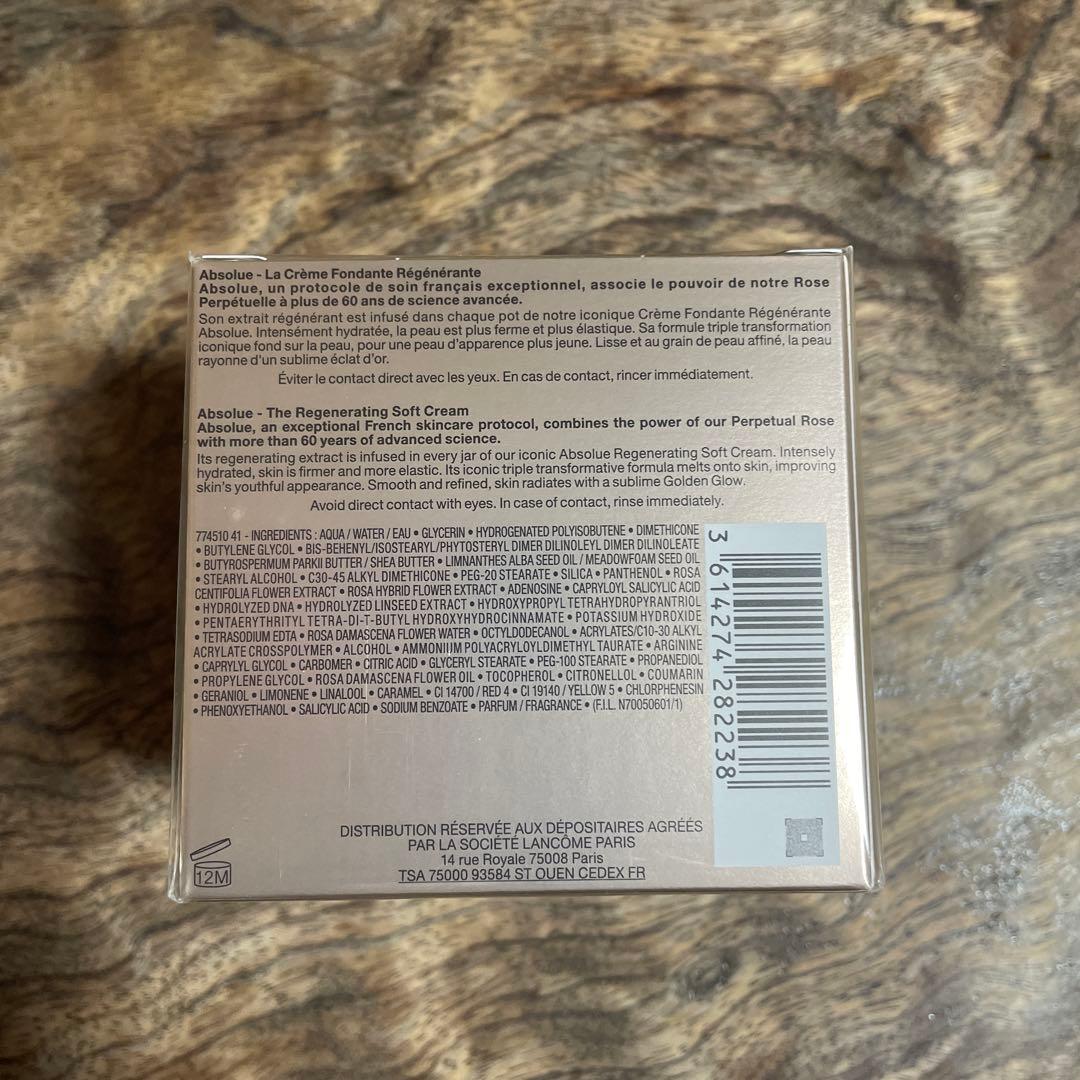 Absolue - La Crème Fondante Régénérante
Absolue, un protocole de soin français exceptionnel, associe le pouvoir de notre Rose
Perpétuelle à plus de 60 ans de science avancée.
Son extrait régénérant est infusé dans chaque pot de notre iconique Crème Fondante Régénérante
Absolue. Intensément hydratée, la peau est plus ferme et plus élastique. Sa formule triple transformation
iconique fond sur la peau, pour une peau d'apparence plus jeune. Lisse et au grain de peau affiné, la peau
rayonne d'un sublime éclat d'or.
Éviter le contact direct avec les yeux. En cas de contact, rincer immédiatement.
Absolue - The Regenerating Soft Cream
Absolue, an exceptional French skincare protocol, combines the power of our Perpetual Rose
with more than 60 years of advanced science.
Its regenerating extract is infused in every jar of our iconic Absolue Regenerating Soft Cream. Intensely
hydrated, skin is firmer and more elastic. Its iconic triple transformative formula melts onto skin, improving
skin's youthful appearance. Smooth and refined, skin radiates with a sublime Golden Glow.
Avoid direct contact with eyes. In case of contact, rinse immediately.
774510 41 - INGREDIENTS : AQUA / WATER / EAU • GLYCERIN • HYDROGENATED POLYISOBUTENE • DIMETHICONE
• BUTYLENE GLYCOL • BIS-BEHENYL/ISOSTEARYL/PHYTOSTERYL DIMER DILINOLEYL DIMER DILINOLEATE
• BUTYROSPERMUM PARKII BUTTER / SHEA BUTTER • LIMNANTHES ALBA SEED OIL / MEADOWFOAM SEED OIL
• STEARYL ALCOHOL • C30-45 ALKYL DIMETHICONE • PEG-20 STEARATE • SILICA • PANTHENOL • ROSA
CENTIFOLIA FLOWER EXTRACT • ROSA HYBRID FLOWER EXTRACT • ADENOSINE • CAPRYLOYL SALICYLIC ACID
• HYDROLYZED DNA • HYDROLYZED LINSEED EXTRACT • HYDROXYPROPYL TETRAHYDROPYRANTRIOL
• PENTAERYTHRITYL TETRA-DI-T-BUTYL HYDROXYHYDROCINNAMATE • POTASSIUM HYDROXIDE
• TETRASODIUM EDTA • ROSA DAMASCENA FLOWER WATER • OCTYLDODECANOL • ACRYLATES/C10-30 ALKYL
ACRYLATE CROSSPOLYMER • ALCOHOL • AMMONIUM POLYACRYLOYLDIMETHYL TAURATE • ARGININE
• CAPRYLYL GLYCOL • CARBOMER • CITRIC ACID • GLYCERYL STEARATE • PEG-100 STEARATE • PROPANEDIOL
• PROPYLENE GLYCOL • ROSA DAMASCENA FLOWER OIL • TOCOPHEROL • CITRONELLOL • COUMARIN
• GERANIOL • LIMONENE • LINALOOL • CARAMEL • CI 14700 / RED 4 • CI 19140 / YELLOW 5 • CHLORPHENESIN
• PHENOXYETHANOL • SALICYLIC ACID • SODIUM BENZOATE • PARFUM / FRAGRANCE • (F.I.L. N70050601/1)
3 614274 282238
DISTRIBUTION RÉSERVÉE AUX DÉPOSITAIRES AGRÉÉS
PAR LA SOCIÉTÉ LANCÔME PARIS
14 rue Royale 75008 Paris
TSA 75000 93584 ST OUEN CEDEX FR
12M